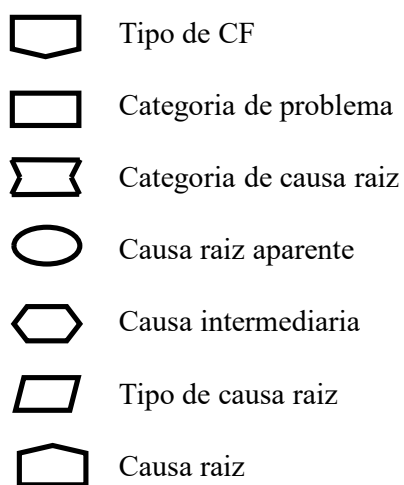 Tipo de CF
Categoria de problema
Categoria de causa raiz
Causa raiz aparente
Causa intermediaria
Tipo de causa raiz
Causa raiz